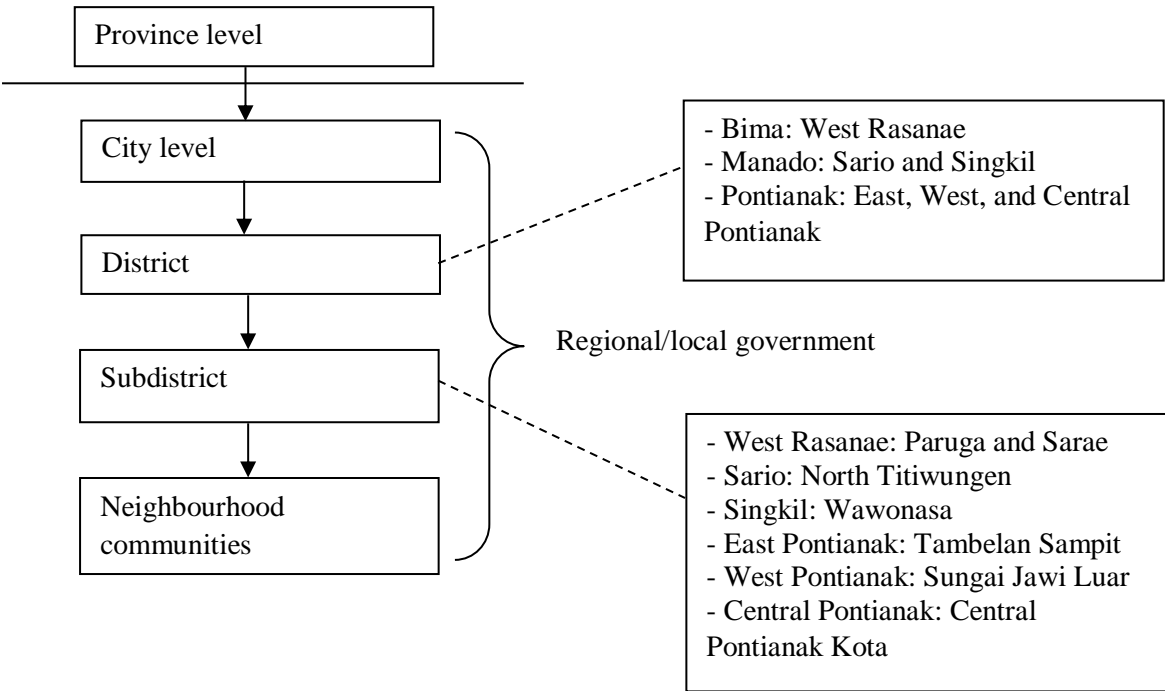 Province level
City level
District
Subdistrict
Neighbourhood
communities
Regional/local government
- Bima: West Rasanae
- Manado: Sario and Singkil
- Pontianak: East, West, and Central
Pontianak
- West Rasanae: Paruga and Sarae
- Sario: North Titiwungen
- Singkil: Wawonasa
- East Pontianak: Tambelan Sampit
- West Pontianak: Sungai Jawi Luar
- Central Pontianak: Central
Pontianak Kota